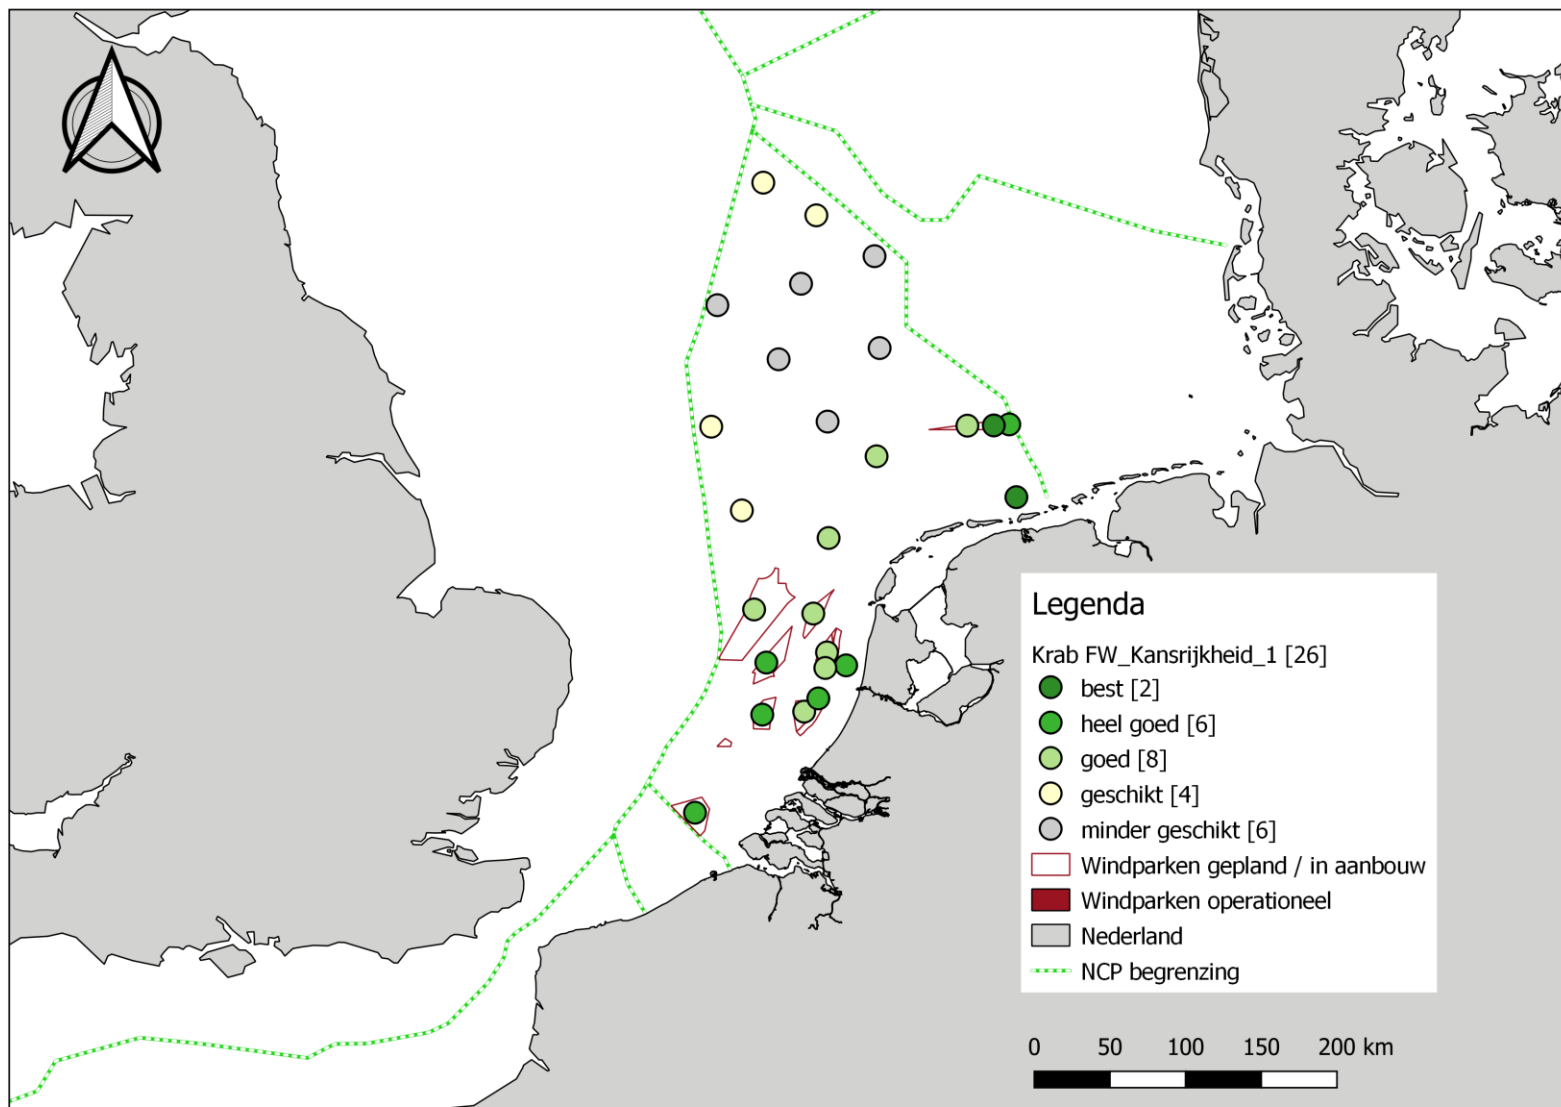 Legenda
Krab FW_Kansrijkheid_1 [26]
best [2]
heel goed [6]
goed [8]
geschikt [4]
minder geschikt [6]
Windparken gepland / in aanbouw
Windparken operationeel
Nederland
NCP begrenzing
0 50 100 150 200 km